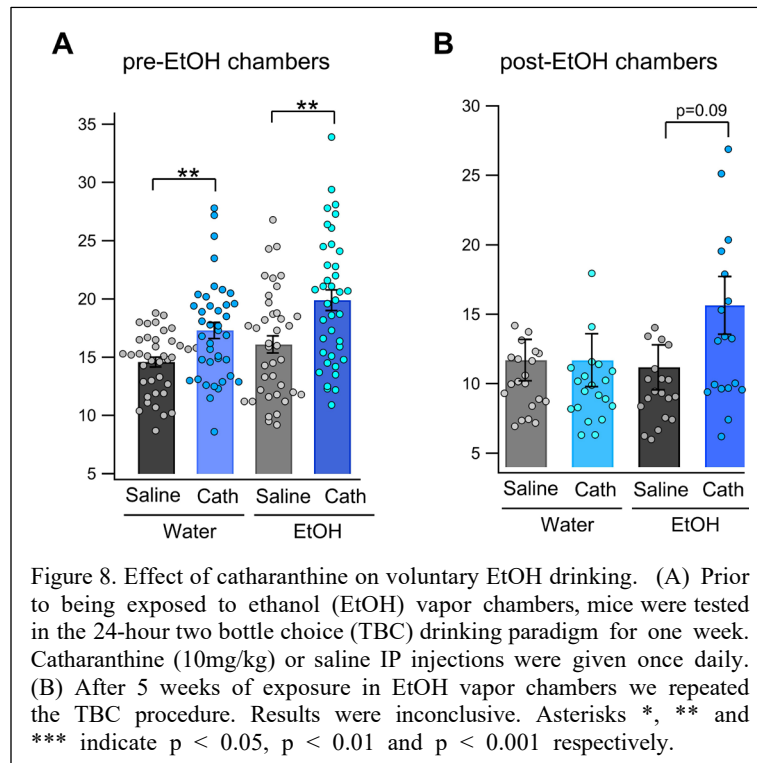 A
pre-EtOH chambers
**
**
35
30
25
20
15
10
5
Saline Cath Saline Cath
Water EtOH
B
post-EtOH chambers
p=0.09
30
25
20
15
10
5
Saline Cath Saline Cath
Water EtOH
Figure 8. Effect of catharanthine on voluntary EtOH drinking. (A) Prior
to being exposed to ethanol (EtOH) vapor chambers, mice were tested
in the 24-hour two bottle choice (TBC) drinking paradigm for one week.
Catharanthine (10mg/kg) or saline IP injections were given once daily.
(B) After 5 weeks of exposure in EtOH vapor chambers we repeated
the TBC procedure. Results were inconclusive. Asterisks *, ** and
*** indicate p < 0.05, p < 0.01 and p < 0.001 respectively.